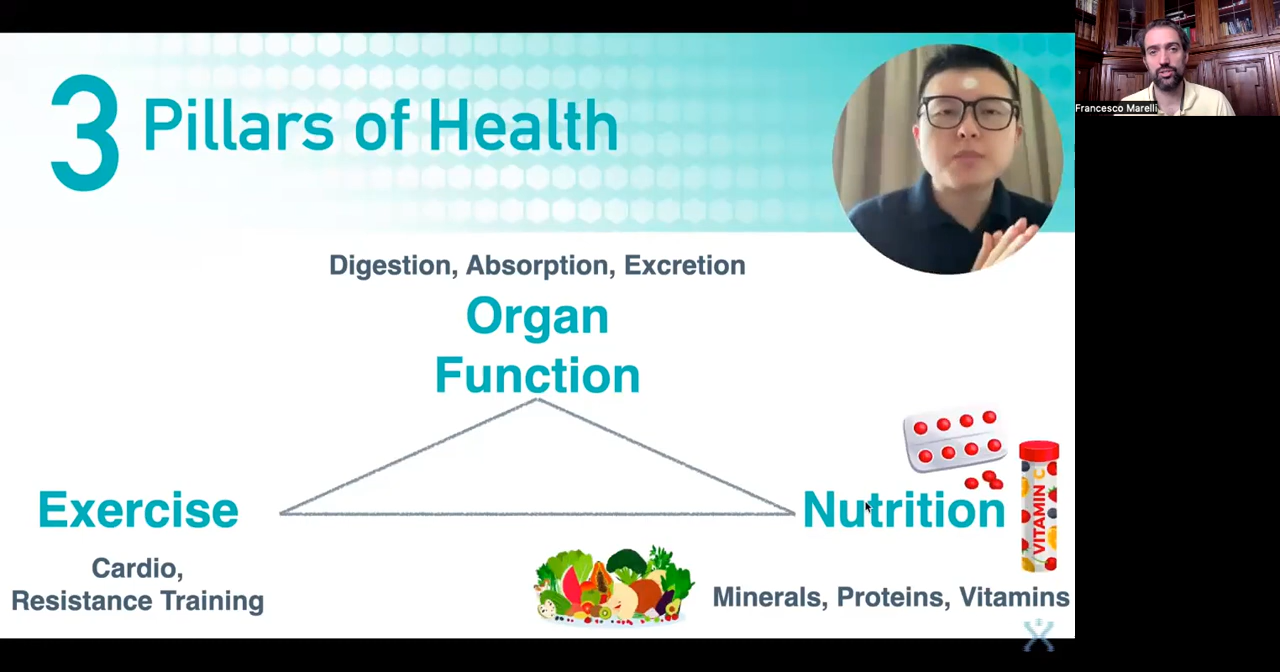 3 Pillars of Health
Francesco Marelli
Digestion, Absorption, Excretion
Organ
Function
Exercise
Nutrition
VITAMIN C
Cardio,
Resistance Training
Minerals, Proteins, Vitamins